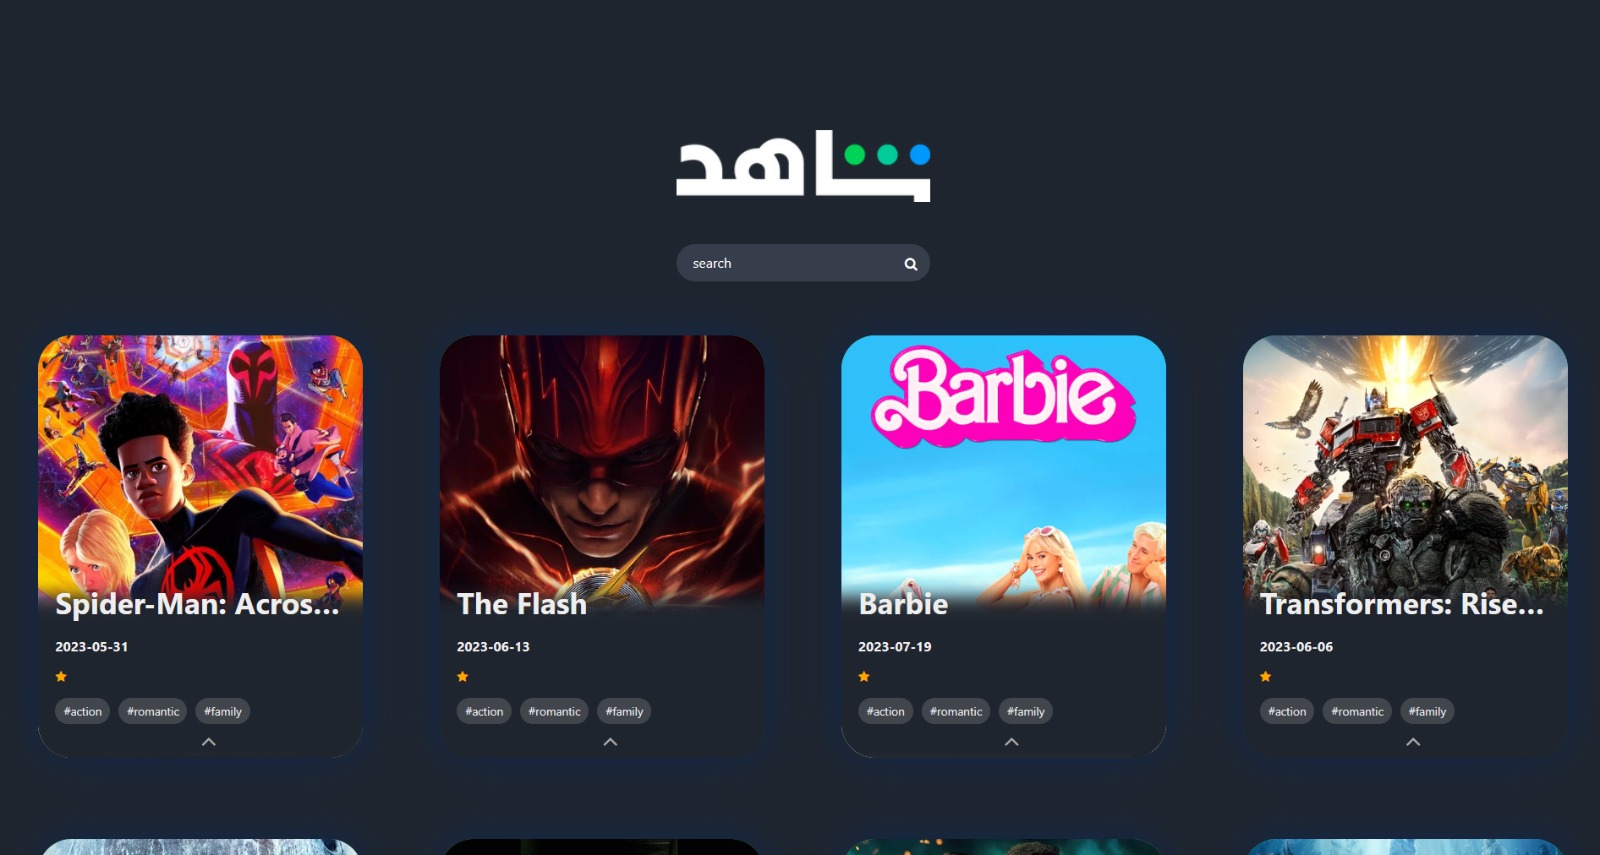 شاهد
search
Barbie
Spider-Man: Acros...
The Flash
Barbie
Transformers: Rise...
2023-05-31
2023-06-13
2023-07-19
2023-06-06
#action #romantic #family
#action #romantic #family
#action #romantic #family
#action #romantic #family